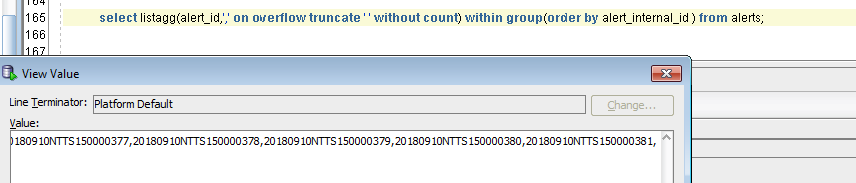 164
165 select listagg(alert_id,',' on overflow truncate ' ' without count) within group(order by alert_internal_id ) from alerts;
166
167
View Value
Line Terminator: Platform Default Change...
Value:
0180910NTTS150000377,20180910NTTS150000378,20180910NTTS150000379,20180910NTTS150000380,20180910NTTS150000381,